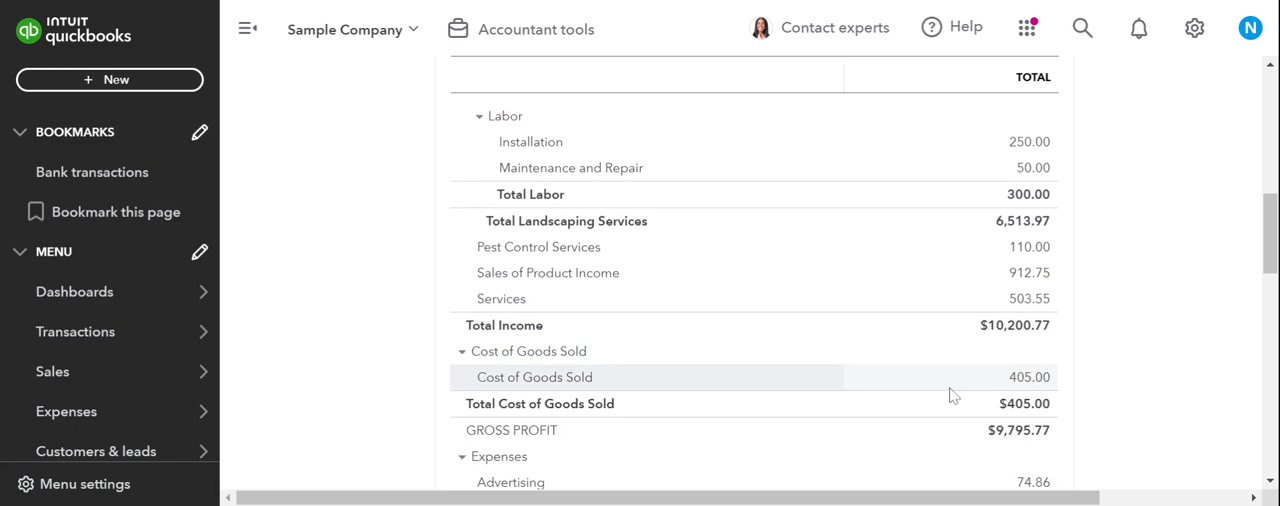 INTUIT
quickbooks
Sample Company
Accountant tools
Contact experts
Help
N
+ New
BOOKMARKS
Bank transactions
Bookmark this page
MENU
Dashboards
Transactions
Sales
Expenses
Customers & leads
Menu settings
TOTAL
Labor
Installation 250.00
Maintenance and Repair 50.00
Total Labor 300.00
Total Landscaping Services 6,513.97
Pest Control Services 110.00
Sales of Product Income 912.75
Services 503.55
Total Income $10,200.77
Cost of Goods Sold
Cost of Goods Sold 405.00
Total Cost of Goods Sold $405.00
GROSS PROFIT $9,795.77
Expenses
Advertising 74.86